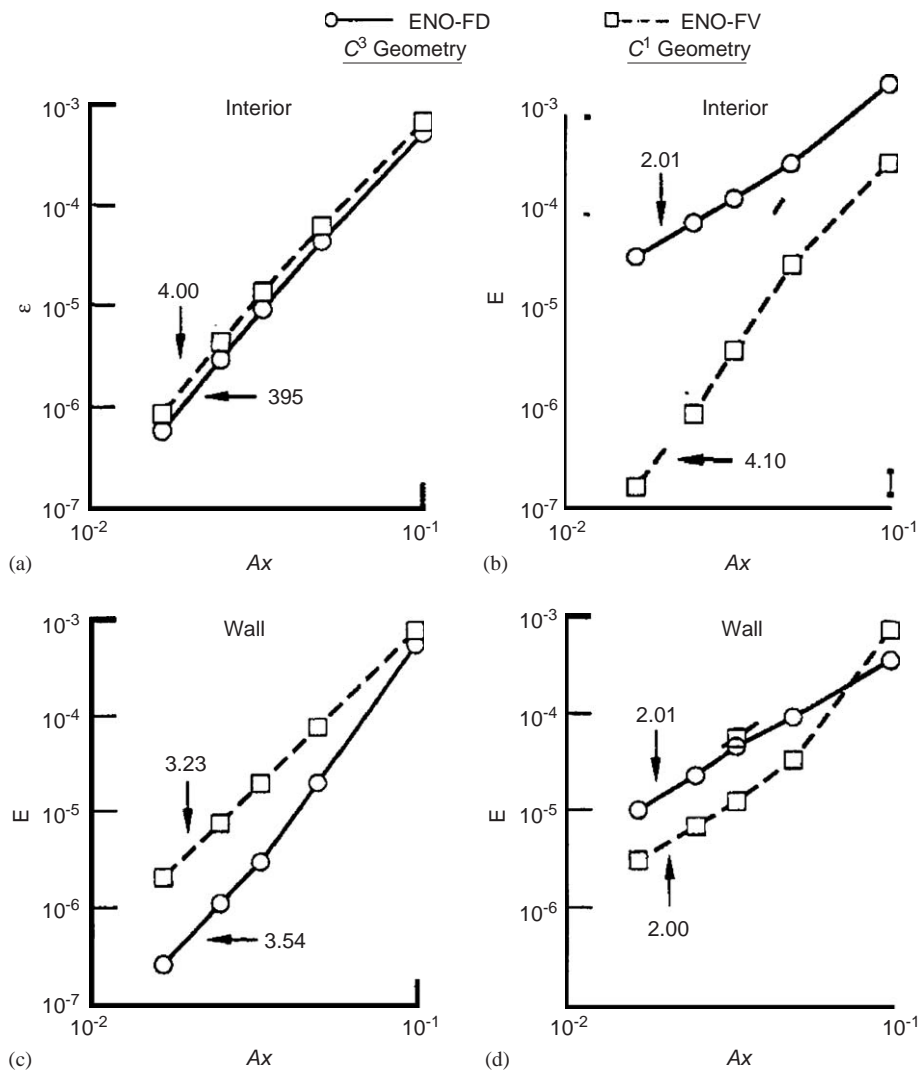 ENO-FD ENO-FV
C³ Geometry C¹ Geometry
Interior
10⁻³
10⁻⁴
10⁻⁵
10⁻⁶
10⁻⁷
ε
4.00
395
10⁻² 10⁻¹
(a) Ax
Interior
10⁻³
10⁻⁴
10⁻⁵
10⁻⁶
10⁻⁷
E
2.01
4.10
10⁻² 10⁻¹
(b) Ax
Wall
10⁻³
10⁻⁴
10⁻⁵
10⁻⁶
10⁻⁷
E
3.23
3.54
10⁻² 10⁻¹
(c) Ax
Wall
10⁻³
10⁻⁴
10⁻⁵
10⁻⁶
E
2.01
2.00
10⁻² 10⁻¹
(d) Ax